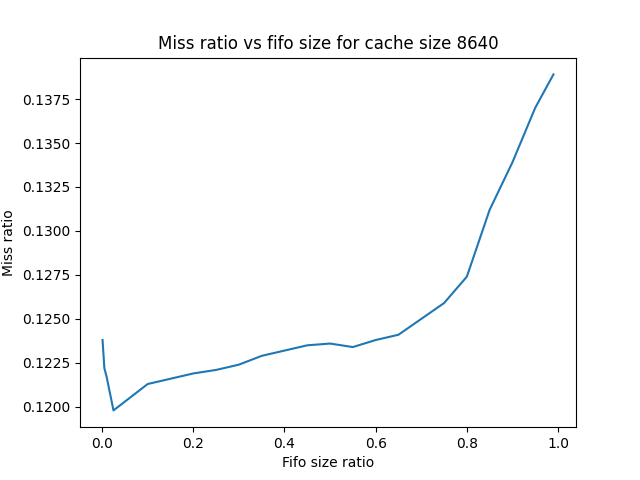 Miss ratio vs fifo size for cache size 8640
Miss ratio
0.1375
0.1350
0.1325
0.1300
0.1275
0.1250
0.1225
0.1200
0.0 0.2 0.4 0.6 0.8 1.0
Fifo size ratio